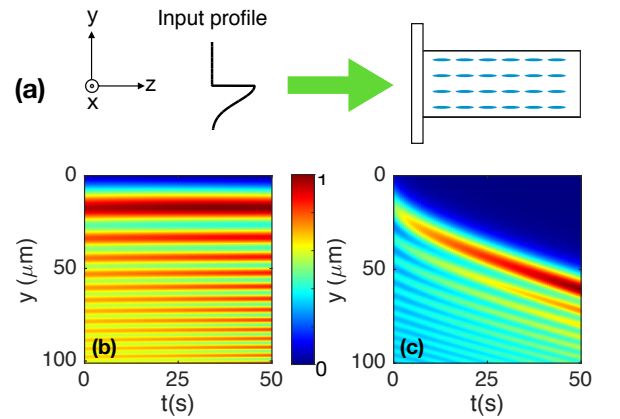 y
Input profile
(a)
z
x
0
50
100
y (μm)
(b)
0
25
50
t(s)
1
0
0
50
100
y (μm)
(c)
0
25
50
t(s)